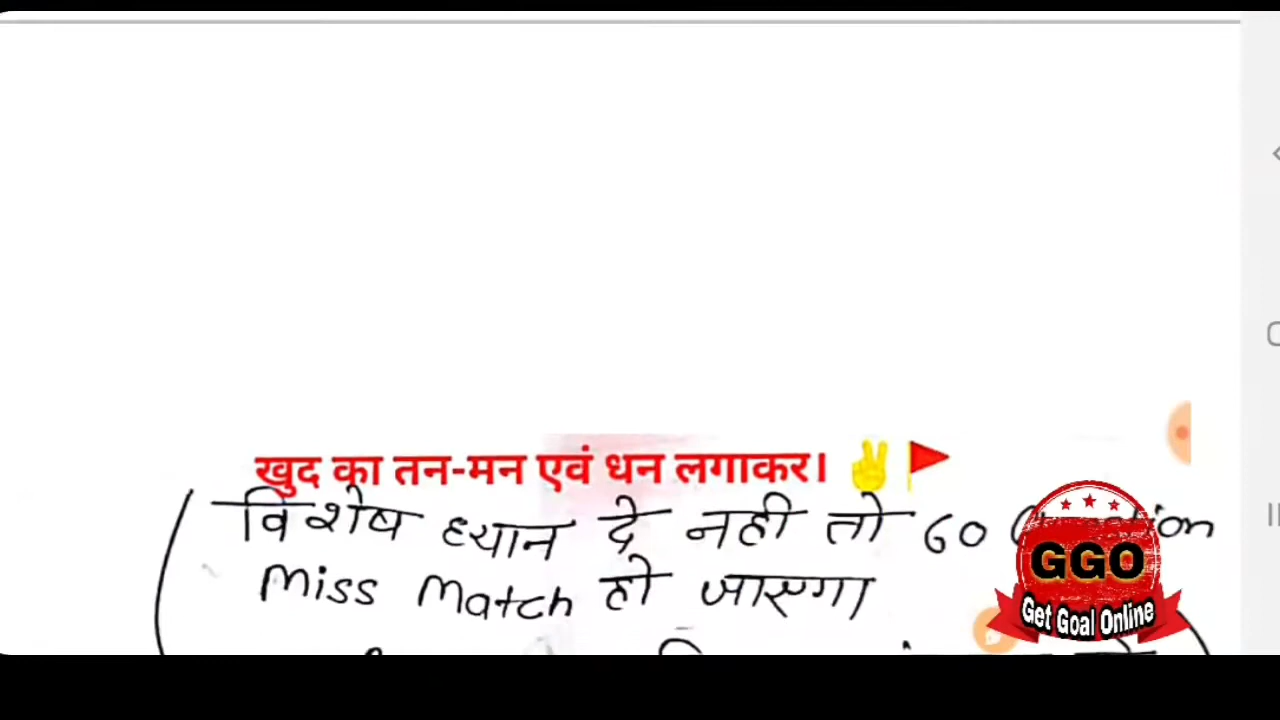 खुद का तन-मन एवं धन लगाकर।
विशेष ध्यान दे नही तो 60
Miss Match हो जाएगा
GGO
Get Goal Online